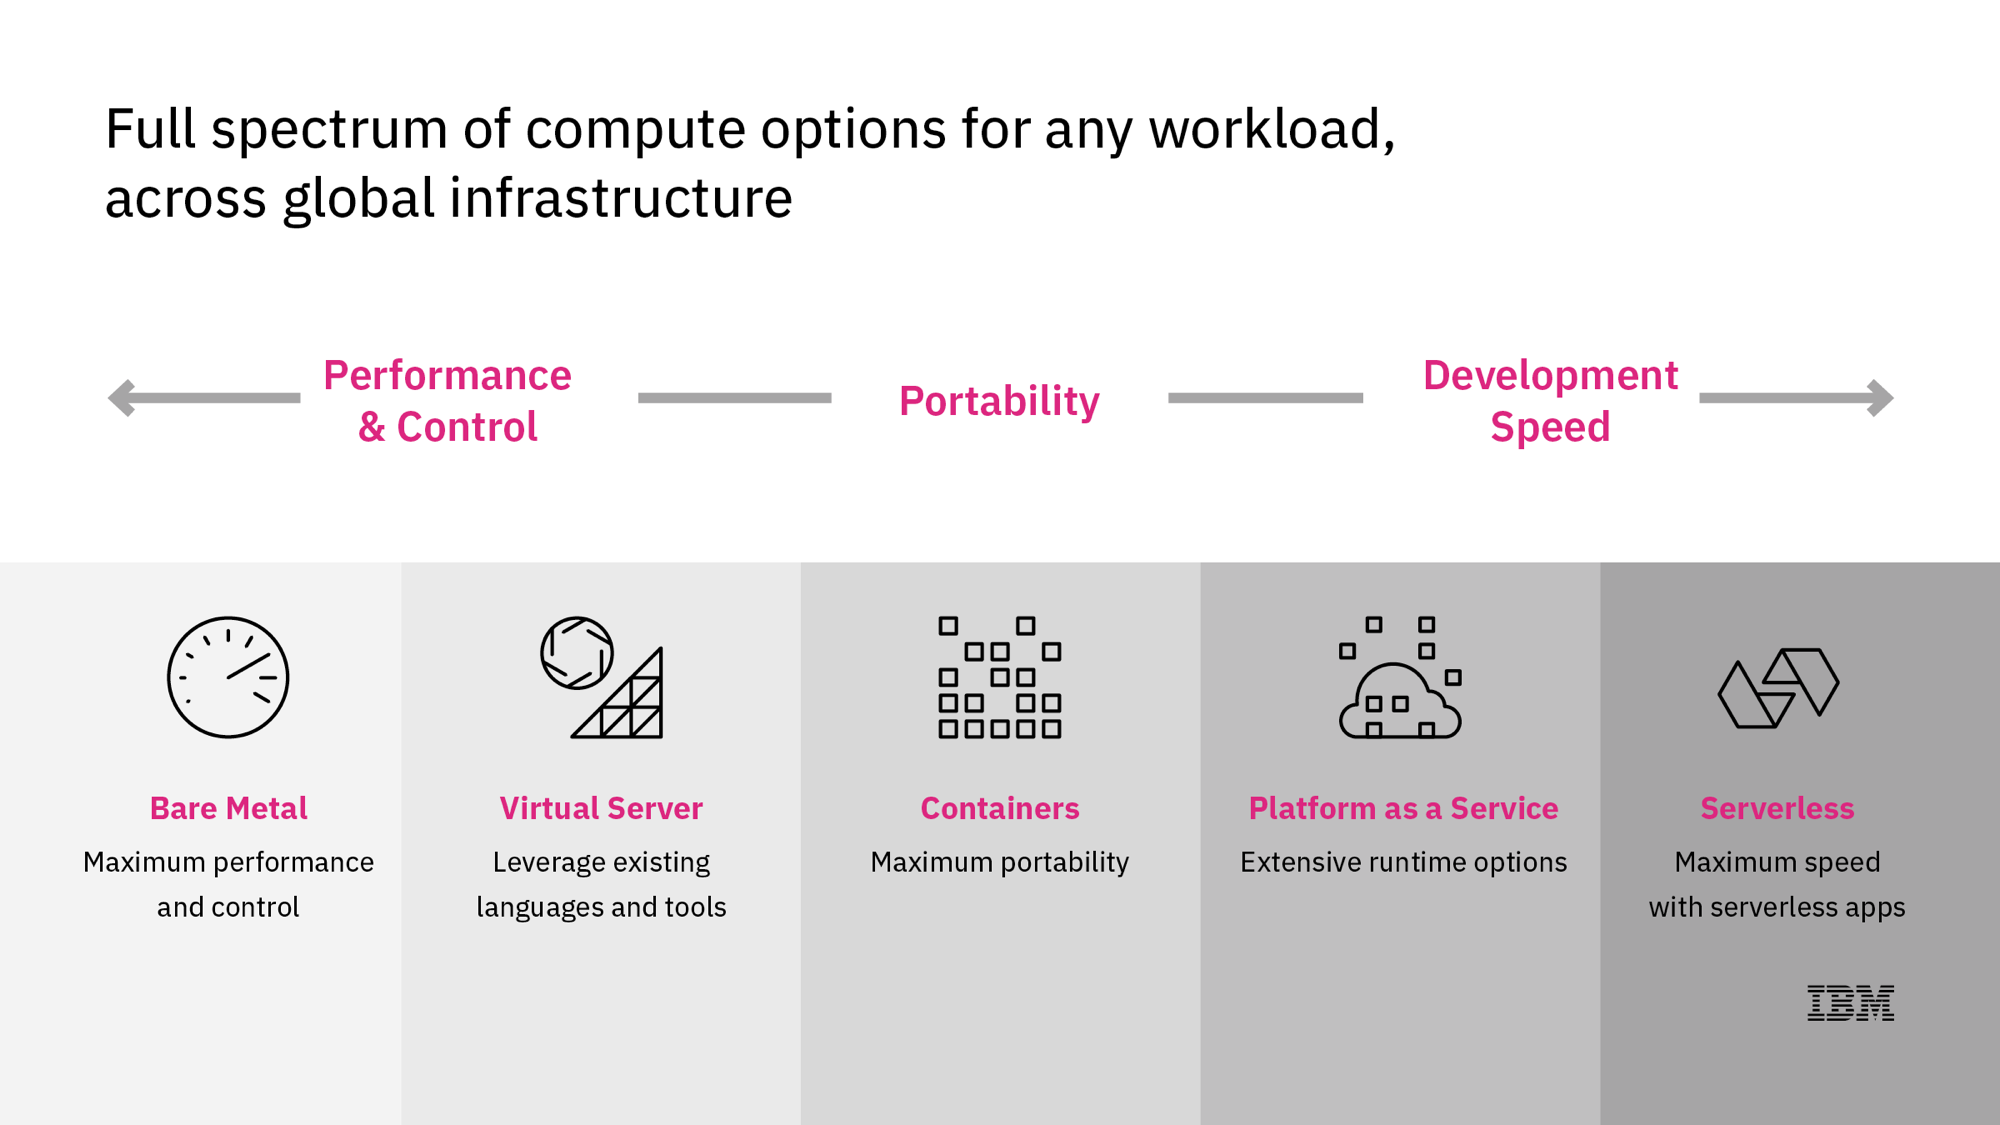 Full spectrum of compute options for any workload,
across global infrastructure
Performance
& Control
Portability
Development
Speed
Bare Metal
Maximum performance
and control
Virtual Server
Leverage existing
languages and tools
Containers
Maximum portability
Platform as a Service
Extensive runtime options
Serverless
Maximum speed
with serverless apps
IBM